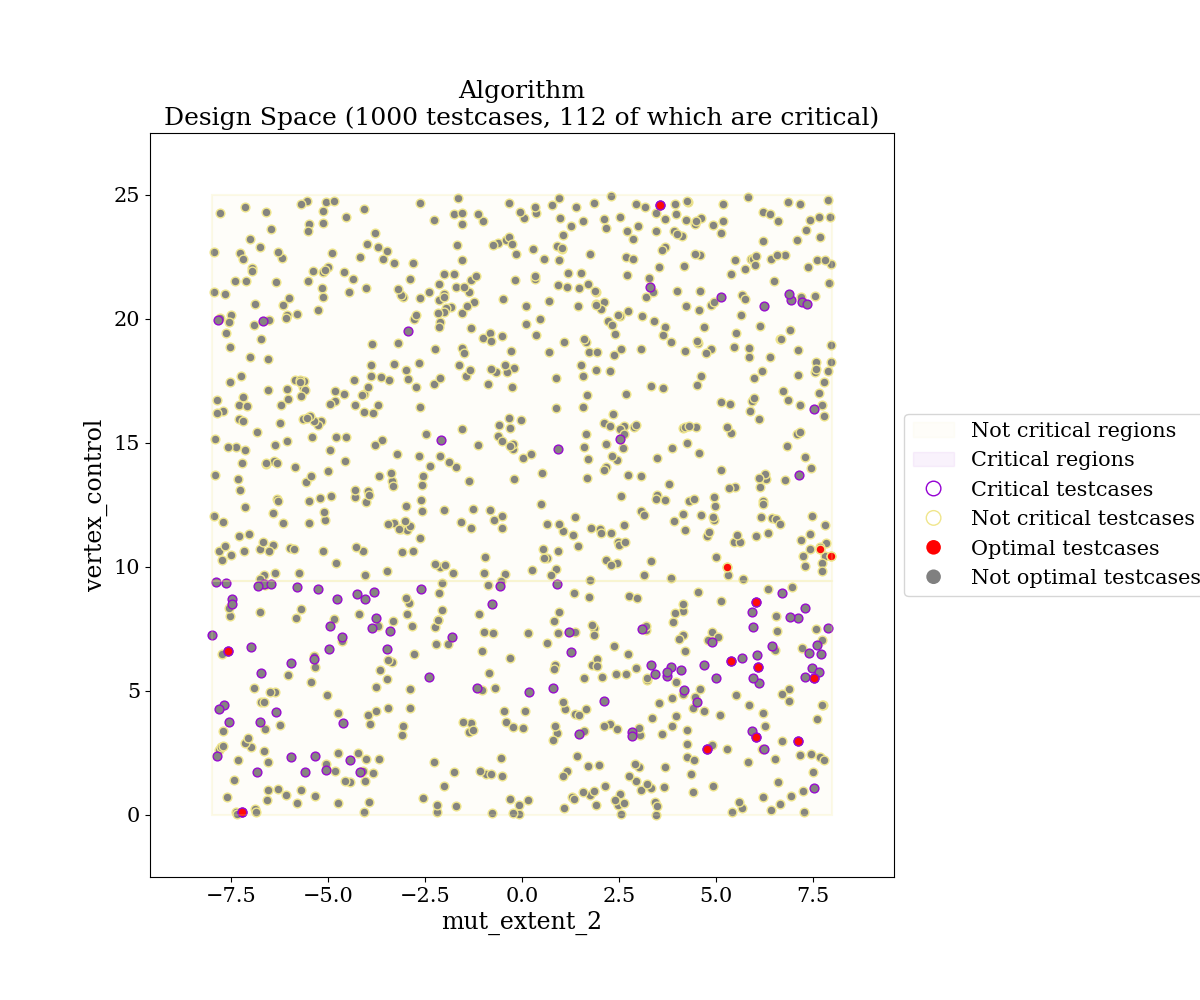 Algorithm
Design Space (1000 testcases, 112 of which are critical)
25
20
15
10
5
0
vertex_control
−7.5 −5.0 −2.5 0.0 2.5 5.0 7.5
mut_extent_2
Not critical regions
Critical regions
Critical testcases
Not critical testcases
Optimal testcases
Not optimal testcases